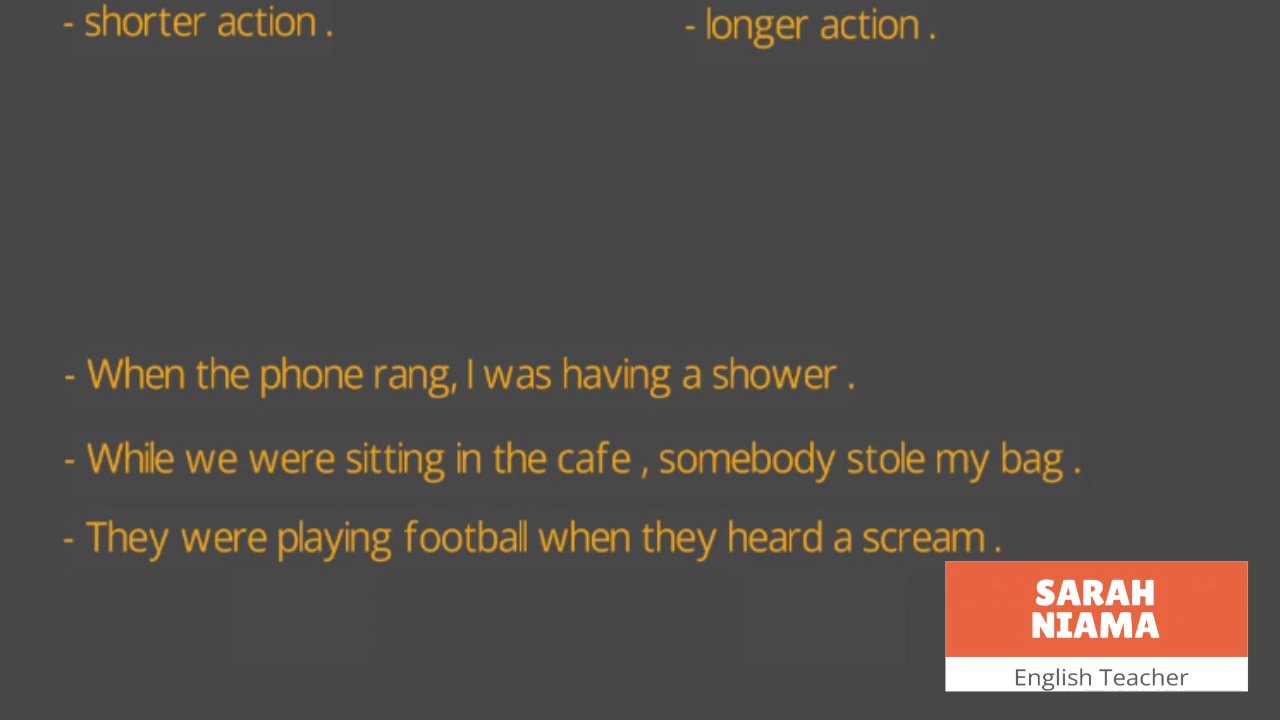 - shorter action .
- longer action .
- When the phone rang, I was having a shower .
- While we were sitting in the cafe , somebody stole my bag .
- They were playing football when they heard a scream .
SARAH
NIAMA
English Teacher